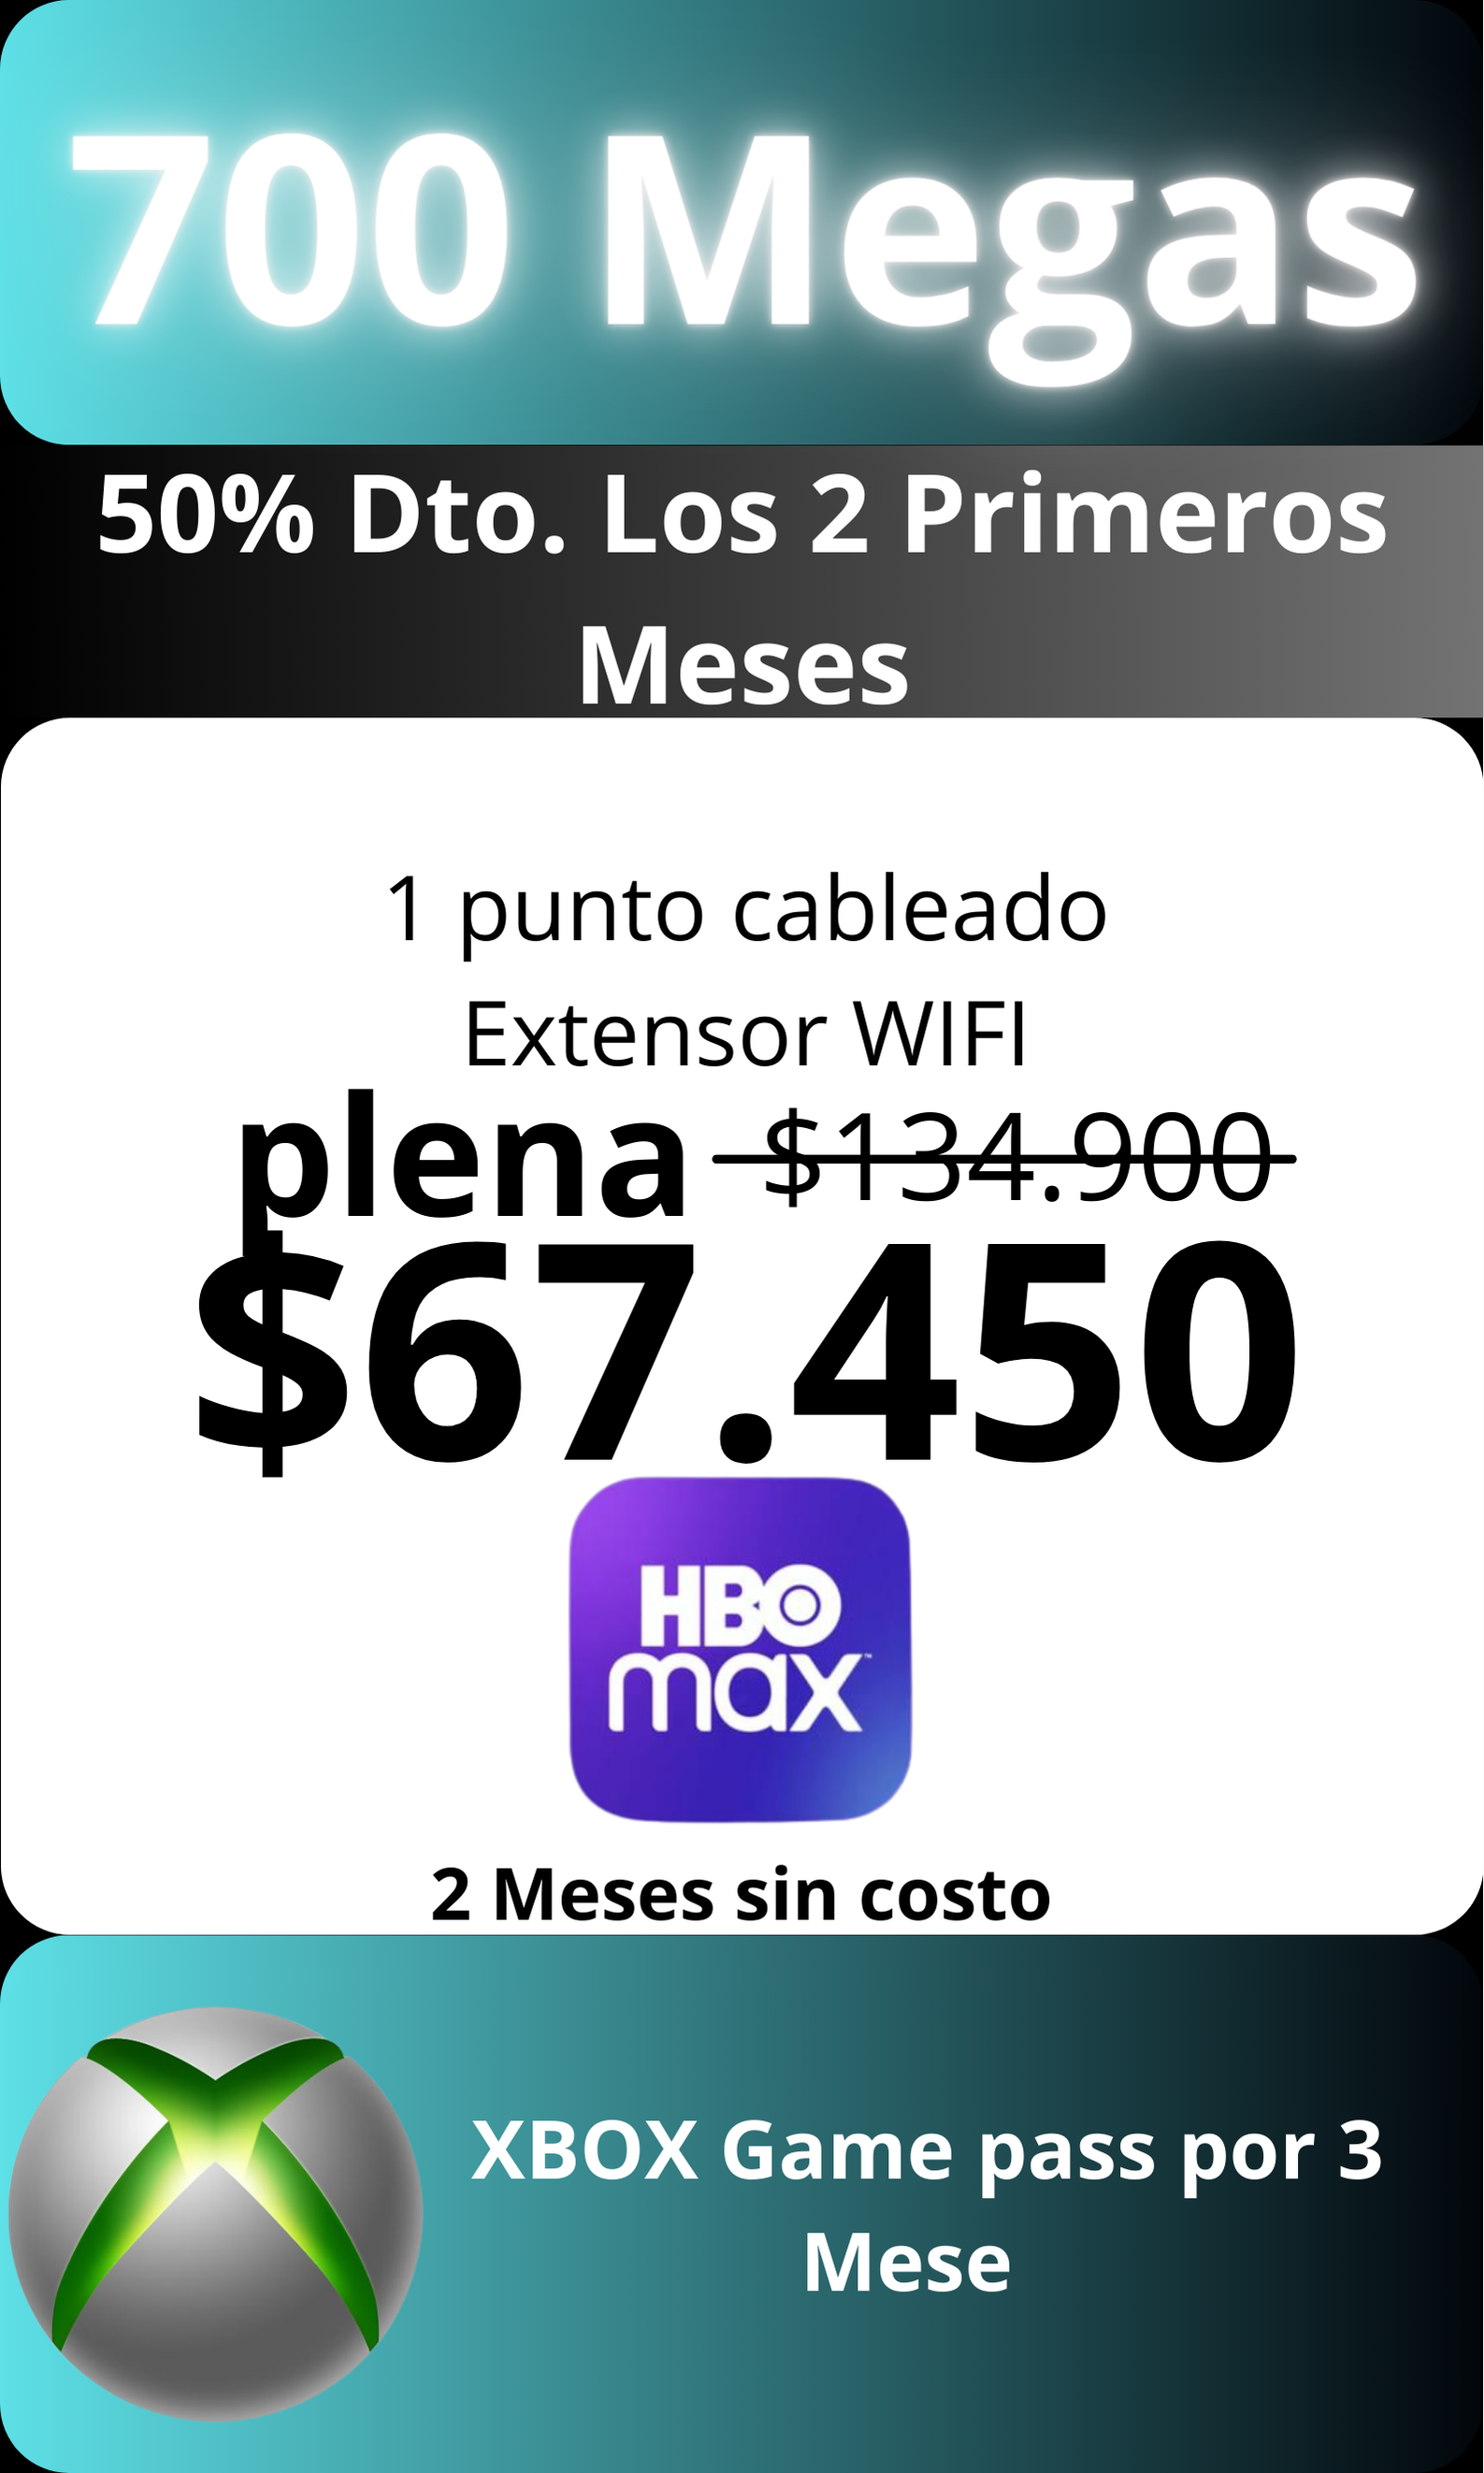 700 Megas
50% Dto. Los 2 Primeros
Meses
1 punto cableado
Extensor WIFI
plena $134.900
$67.450
HBO
max™
2 Meses sin costo
XBOX Game pass por 3
Mese